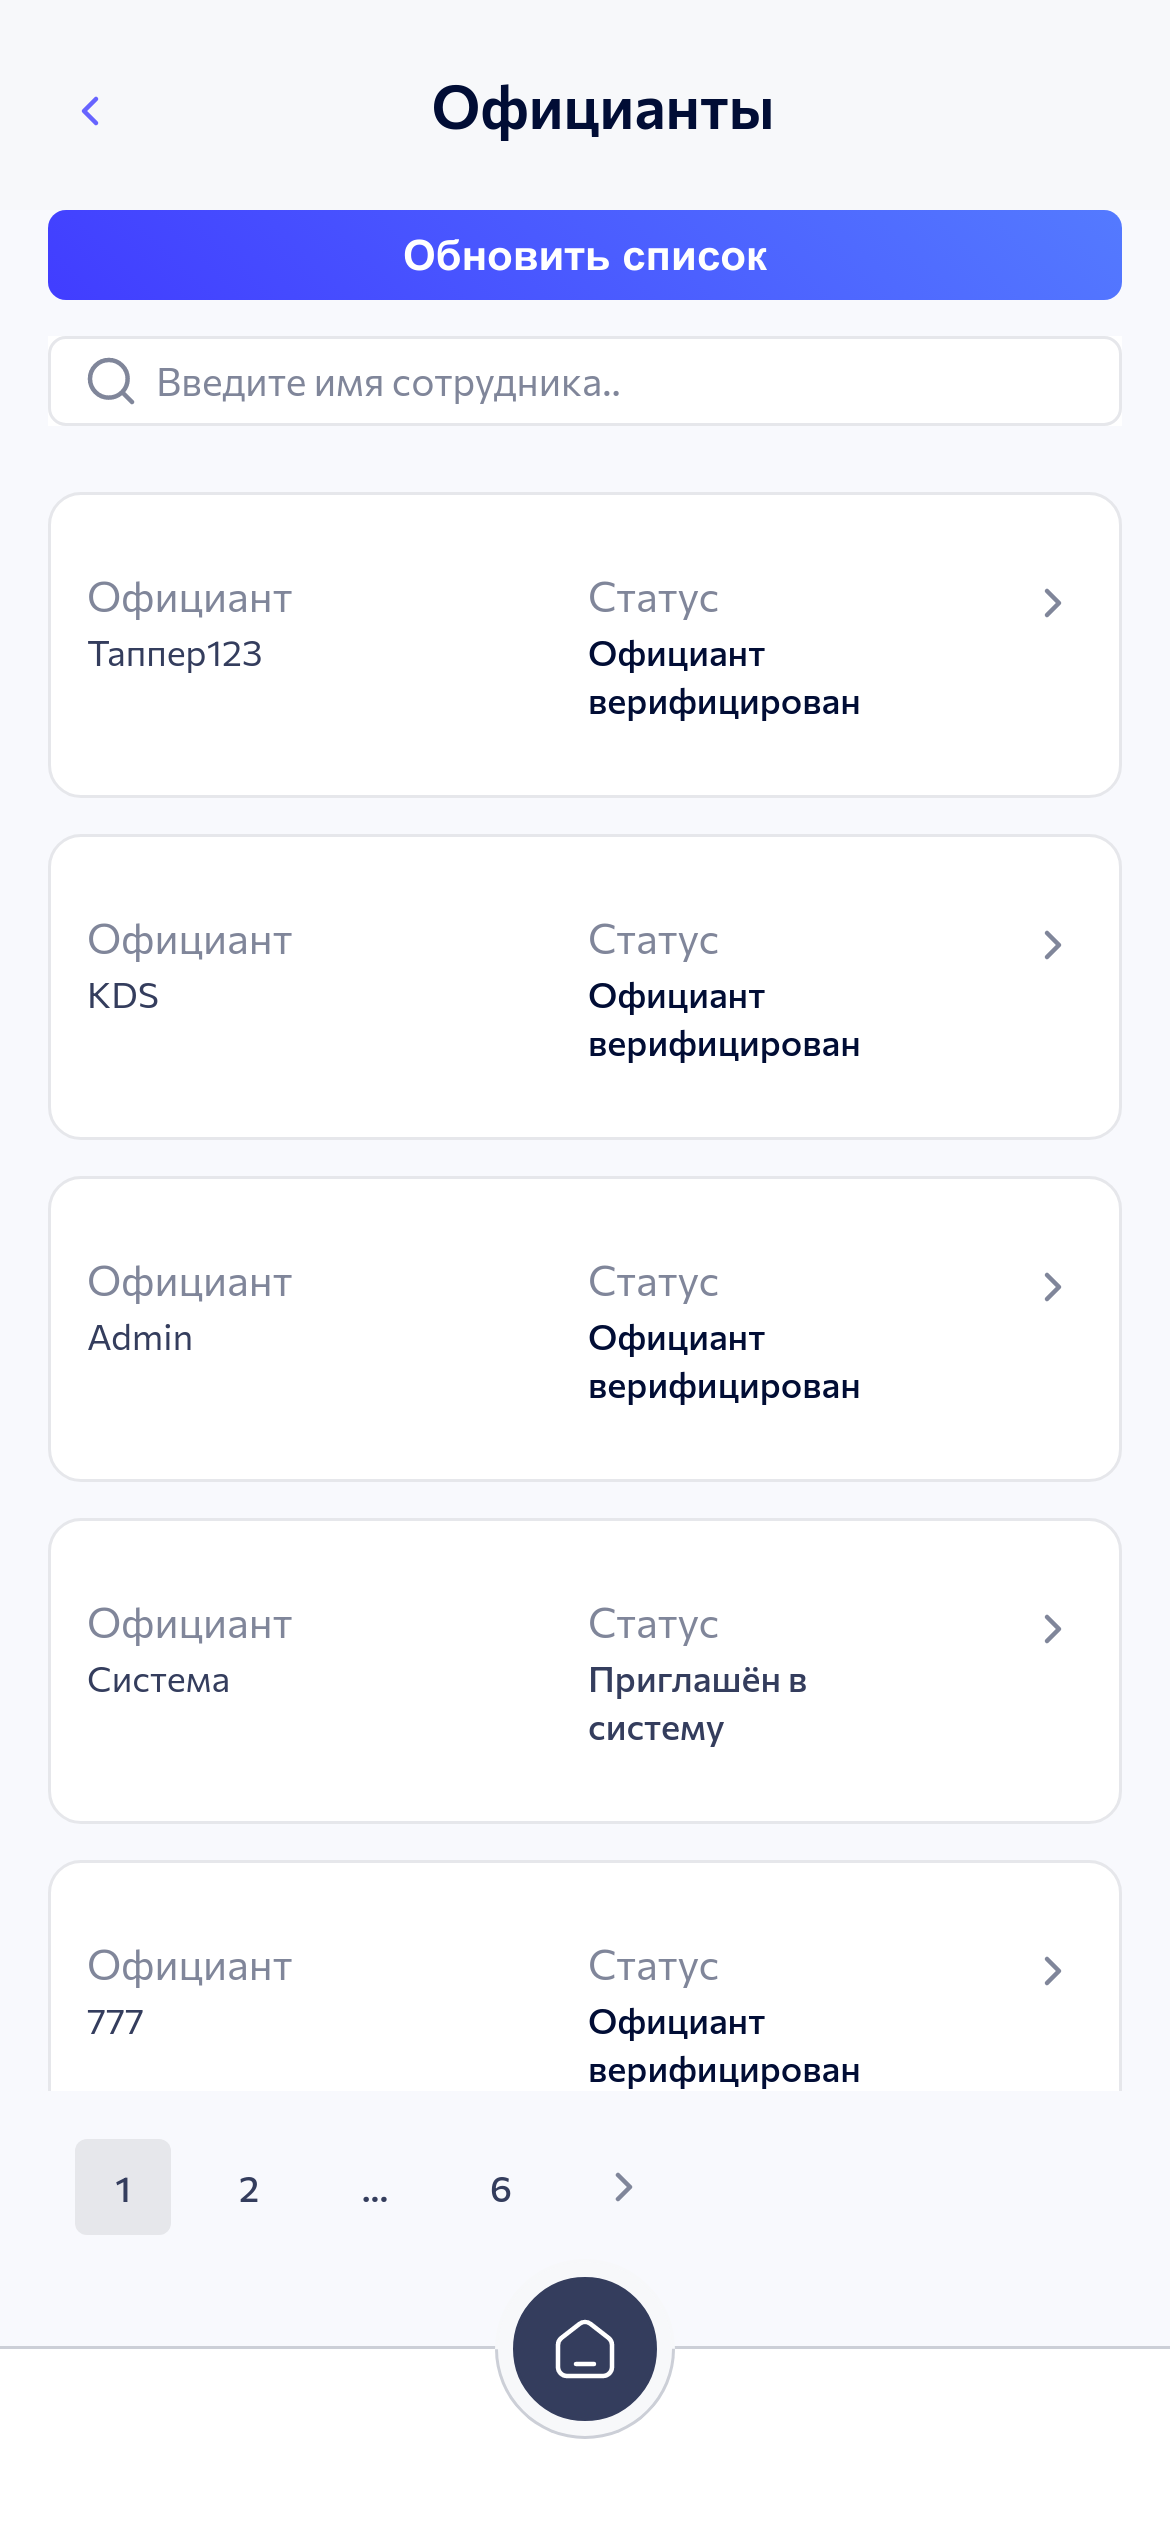 Официанты
Обновить список
Введите имя сотрудника..
Официант
Таппер123
Статус
Официант
верифицирован
Официант
KDS
Статус
Официант
верифицирован
Официант
Admin
Статус
Официант
верифицирован
Официант
Система
Статус
Приглашён в
систему
Официант
777
Статус
Официант
верифицирован
1 2 ... 6